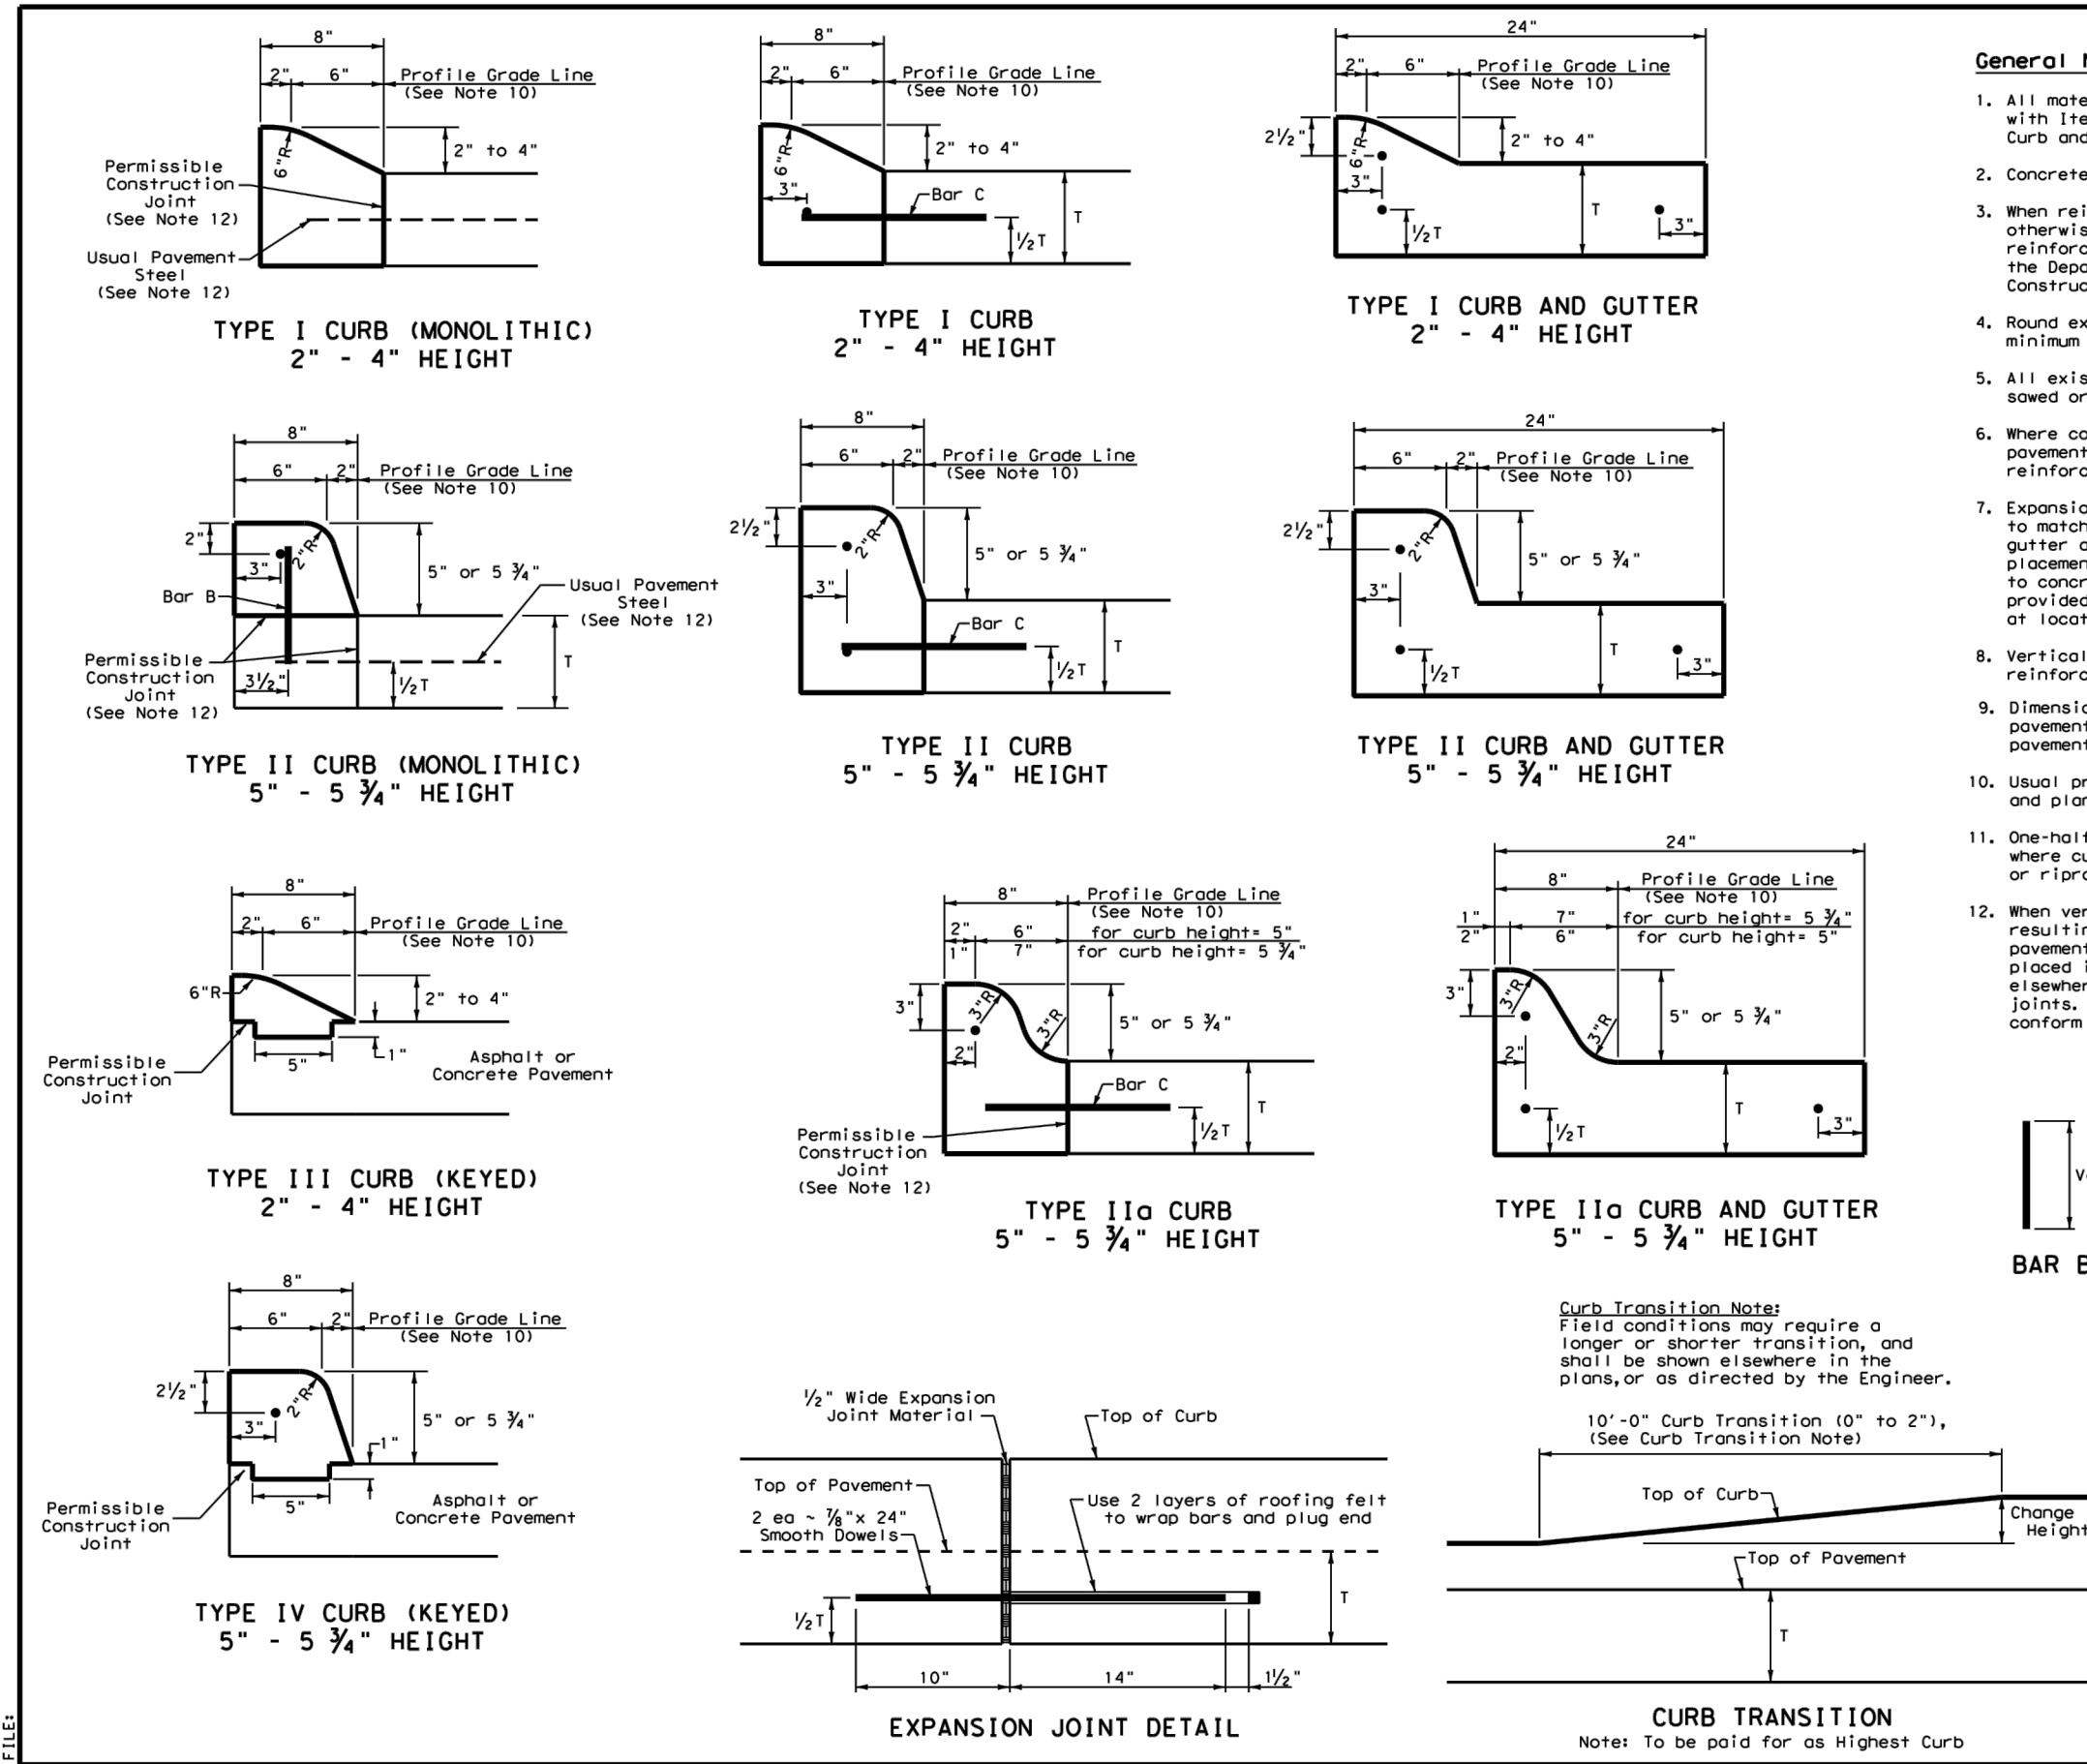 8"
2" 6" Profile Grade Line
(See Note 10)
6"R
2" to 4"
Permissible
Construction
Joint
(See Note 12)
Usual Pavement
Steel
(See Note 12)
TYPE I CURB (MONOLITHIC)
2" - 4" HEIGHT
8"
2" 6" Profile Grade Line
(See Note 10)
6"R
2" to 4"
3"
Bar C
½T
T
TYPE I CURB
2" - 4" HEIGHT
24"
2" 6" Profile Grade Line
(See Note 10)
2½"
6"R
2" to 4"
3"
½T
T
3"
TYPE I CURB AND GUTTER
2" - 4" HEIGHT
8"
6" 2" Profile Grade Line
(See Note 10)
2"
2"R
3"
5" or 5 ¾"
Bar B
Usual Pavement
Steel
(See Note 12)
Permissible
Construction
Joint
(See Note 12)
3½"
½T
T
TYPE II CURB (MONOLITHIC)
5" - 5 ¾" HEIGHT
8"
6" 2" Profile Grade Line
(See Note 10)
2½"
2"R
5" or 5 ¾"
3"
Bar C
½T
T
TYPE II CURB
5" - 5 ¾" HEIGHT
24"
6" 2" Profile Grade Line
(See Note 10)
2½"
2"R
5" or 5 ¾"
3"
½T
T
3"
TYPE II CURB AND GUTTER
5" - 5 ¾" HEIGHT
8"
2" 6" Profile Grade Line
(See Note 10)
6"R
2" to 4"
1"
5"
Permissible
Construction
Joint
Asphalt or
Concrete Pavement
TYPE III CURB (KEYED)
2" - 4" HEIGHT
8" Profile Grade Line
(See Note 10)
2" 6" for curb height= 5"
1" 7" for curb height= 5 ¾"
3"
3"R
3"R
5" or 5 ¾"
2"
Bar C
½T
T
Permissible
Construction
Joint
(See Note 12)
TYPE IIa CURB
5" - 5 ¾" HEIGHT
24"
8" Profile Grade Line
(See Note 10)
1" 7" for curb height= 5 ¾"
2" 6" for curb height= 5"
3"
3"R
3"R
5" or 5 ¾"
2"
½T
T
3"
TYPE IIa CURB AND GUTTER
5" - 5 ¾" HEIGHT
8"
6" 2" Profile Grade Line
(See Note 10)
2½"
2"R
3"
5" or 5 ¾"
1"
5"
Permissible
Construction
Joint
Asphalt or
Concrete Pavement
TYPE IV CURB (KEYED)
5" - 5 ¾" HEIGHT
½" Wide Expansion
Joint Material
Top of Curb
Top of Pavement
2 ea ~ ⅞"x 24"
Smooth Dowels
Use 2 layers of roofing felt
to wrap bars and plug end
½T
T
10" 14" 1½"
EXPANSION JOINT DETAIL
Curb Transition Note:
Field conditions may require a
longer or shorter transition, and
shall be shown elsewhere in the
plans,or as directed by the Engineer.
10'-0" Curb Transition (0" to 2"),
(See Curb Transition Note)
Top of Curb
Change
Height
Top of Pavement
T
CURB TRANSITION
Note: To be paid for as Highest Curb
General
1. All
with
Curb and
2. Concrete
3. When
the
4. Round
minimum
5. All
sawed or
6. Where
pavement
7.
to match
gutter
to
provided
at
8. Vertical
9.
pavement
pavement
10. Usual
and
11. One-half
where
or
12. When
pavement
placed
joints.
conform
BAR B
FILE: